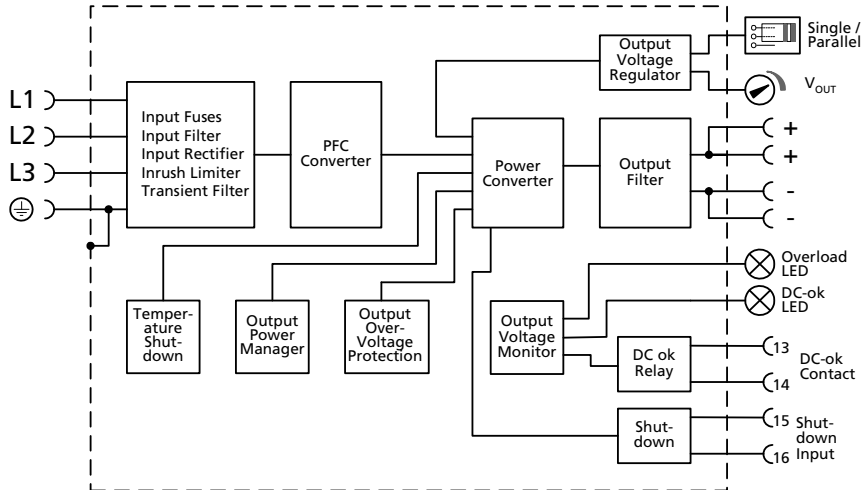 Single /
Parallel
Output
Voltage
Regulator
V_OUT
L1
L2
L3
Input Fuses
Input Filter
Input Rectifier
Inrush Limiter
Transient Filter
PFC
Converter
Power
Converter
Output
Filter
+
+
-
-
Overload
LED
DC-ok
LED
Temper-
ature
Shut-
down
Output
Power
Manager
Output
Over-
Voltage
Protection
Output
Voltage
Monitor
DC ok
Relay
13
14
DC-ok
Contact
Shut-
down
15
16
Shut-
down
Input